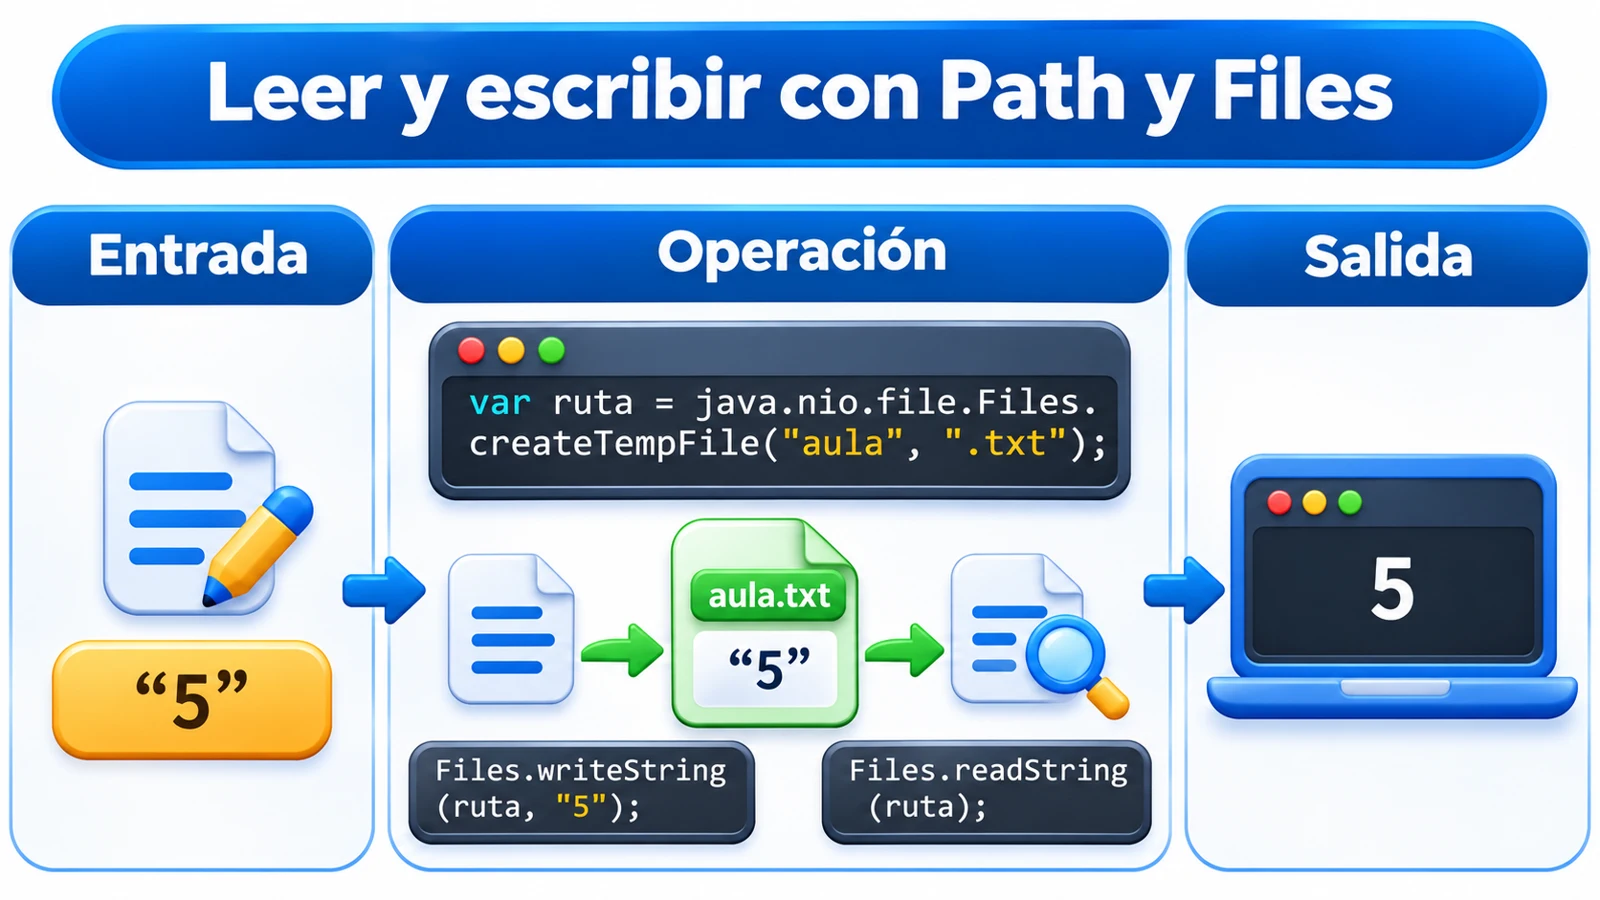 Leer y escribir con Path y Files
Entrada
“5”
Operación
var ruta = java.nio.file.Files.
createTempFile("aula", ".txt");
aula.txt
“5”
Files.writeString
(ruta, "5");
Files.readString
(ruta);
Salida
5